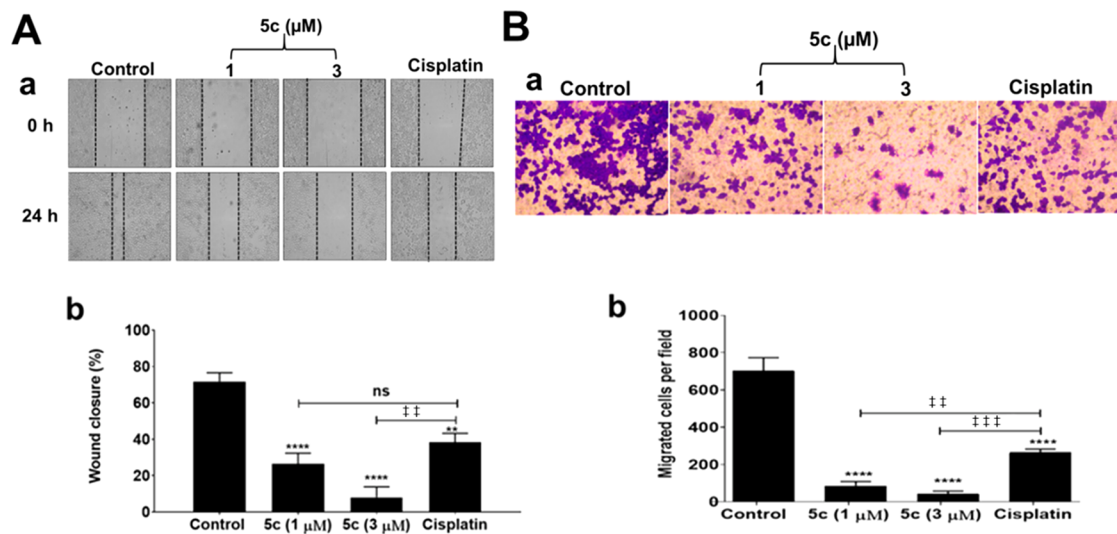 A
5c (µM)
Control
1
3
Cisplatin
a
0 h
24 h
b
100
80
60
40
20
0
Wound closure (%)
ns
‡ ‡
****
****
**
Control
5c (1 µM)
5c (3 µM)
Cisplatin
B
5c (µM)
a
Control
1
3
Cisplatin
b
1000
800
600
400
200
0
Migrated cells per field
‡ ‡
‡ ‡ ‡
****
****
****
Control
5c (1 µM)
5c (3 µM)
Cisplatin